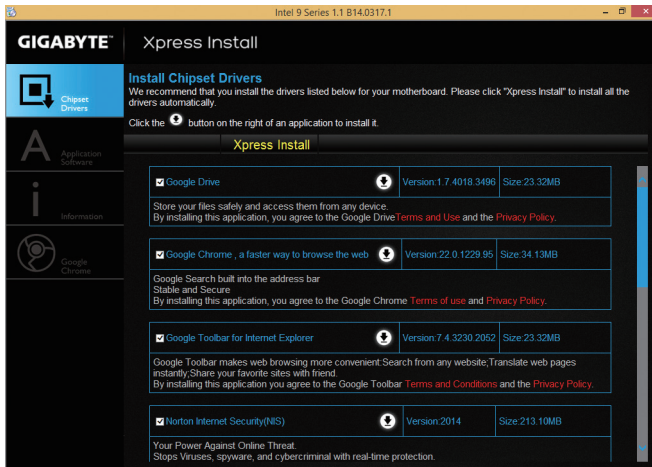 Intel 9 Series 1.1 B14.0317.1
GIGABYTE™
Xpress Install
Chipset
Drivers
Application
Software
Information
Google
Chrome
Install Chipset Drivers
We recommend that you install the drivers listed below for your motherboard. Please click "Xpress Install" to install all the
drivers automatically.
Click the button on the right of an application to install it.
Xpress Install
Google Drive Version:1.7.4018.3496 Size:23.32MB
Store your files safely and access them from any device.
By installing this application, you agree to the Google DriveTerms and Use and the Privacy Policy.
Google Chrome , a faster way to browse the web Version:22.0.1229.95 Size:34.13MB
Google Search built into the address bar
Stable and Secure
By installing this application, you agree to the Google Chrome Terms of use and Privacy Policy.
Google Toolbar for Internet Explorer Version:7.4.3230.2052 Size:23.32MB
Google Toolbar makes web browsing more convenient:Search from any website;Translate web pages
instantly;Share your favorite sites with friend.
By installing this application you agree to the Google Toolbar Terms and Conditions and the Privacy Policy.
Norton Internet Security(NIS) Version:2014 Size:213.10MB
Your Power Against Online Threat.
Stops Viruses, spyware, and cybercriminal with real-time protection.